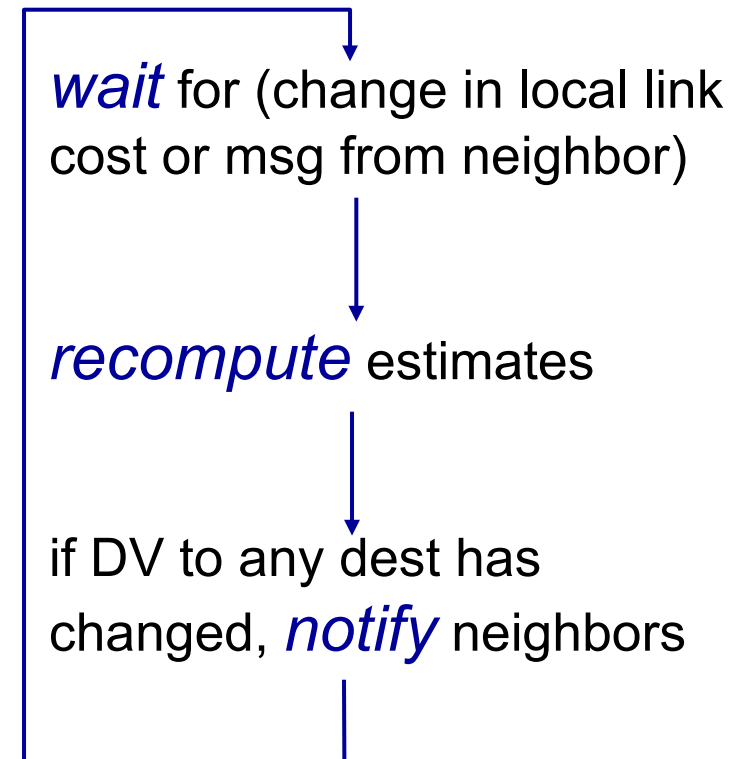 wait for (change in local link
cost or msg from neighbor)
recompute estimates
if DV to any dest has
changed, notify neighbors